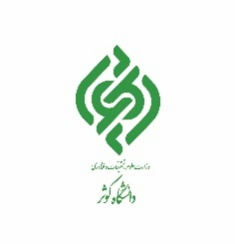 وزارت علوم، تحقیقات و فناوری
دانشگاه کوثر